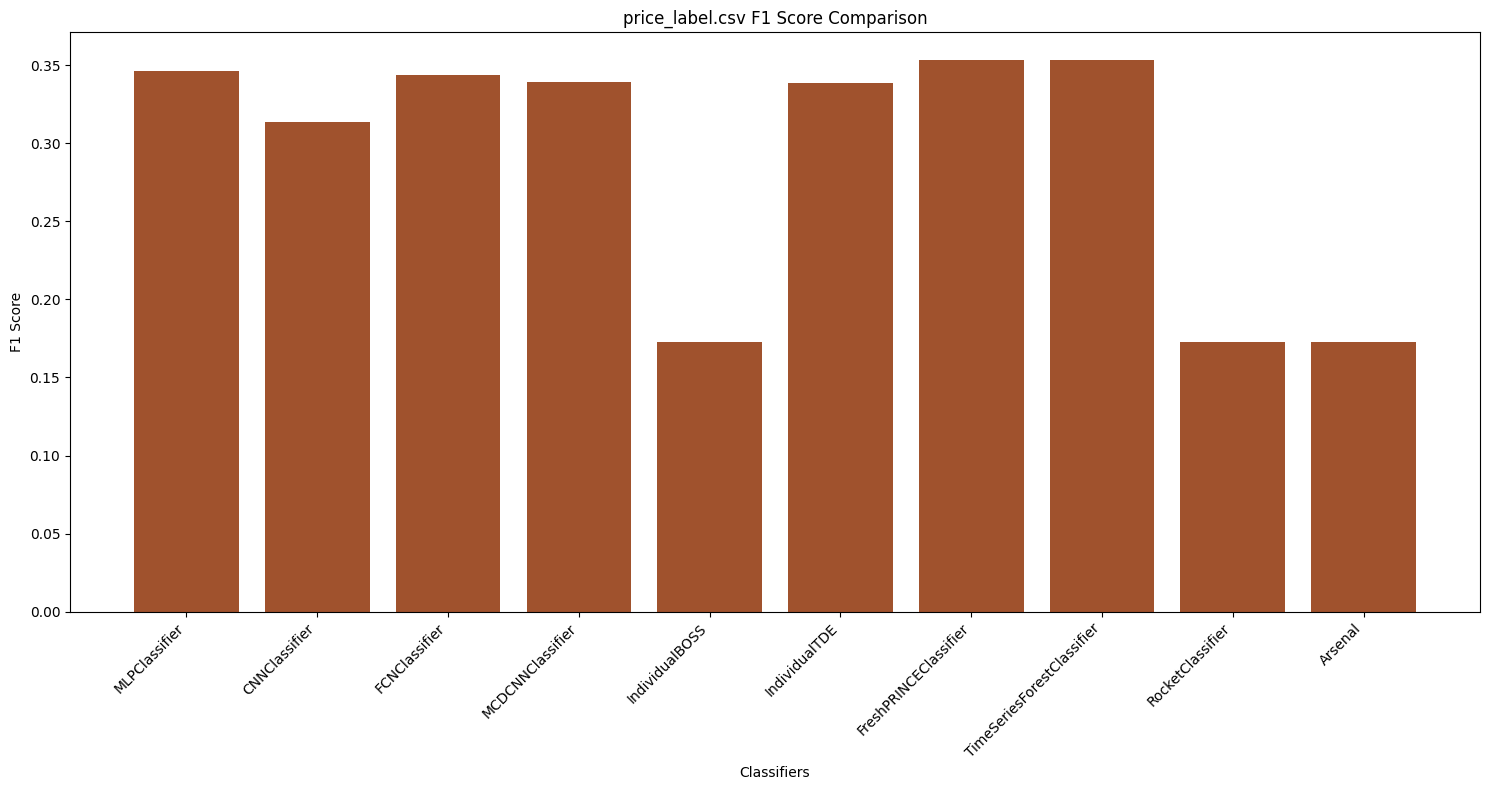 price_label.csv F1 Score Comparison
F1 Score
0.35
0.30
0.25
0.20
0.15
0.10
0.05
0.00
MLPClassifier
CNNClassifier
FCNClassifier
MCDCNNClassifier
IndividualBOSS
IndividualTDE
FreshPRINCEClassifier
TimeSeriesForestClassifier
RocketClassifier
Arsenal
Classifiers